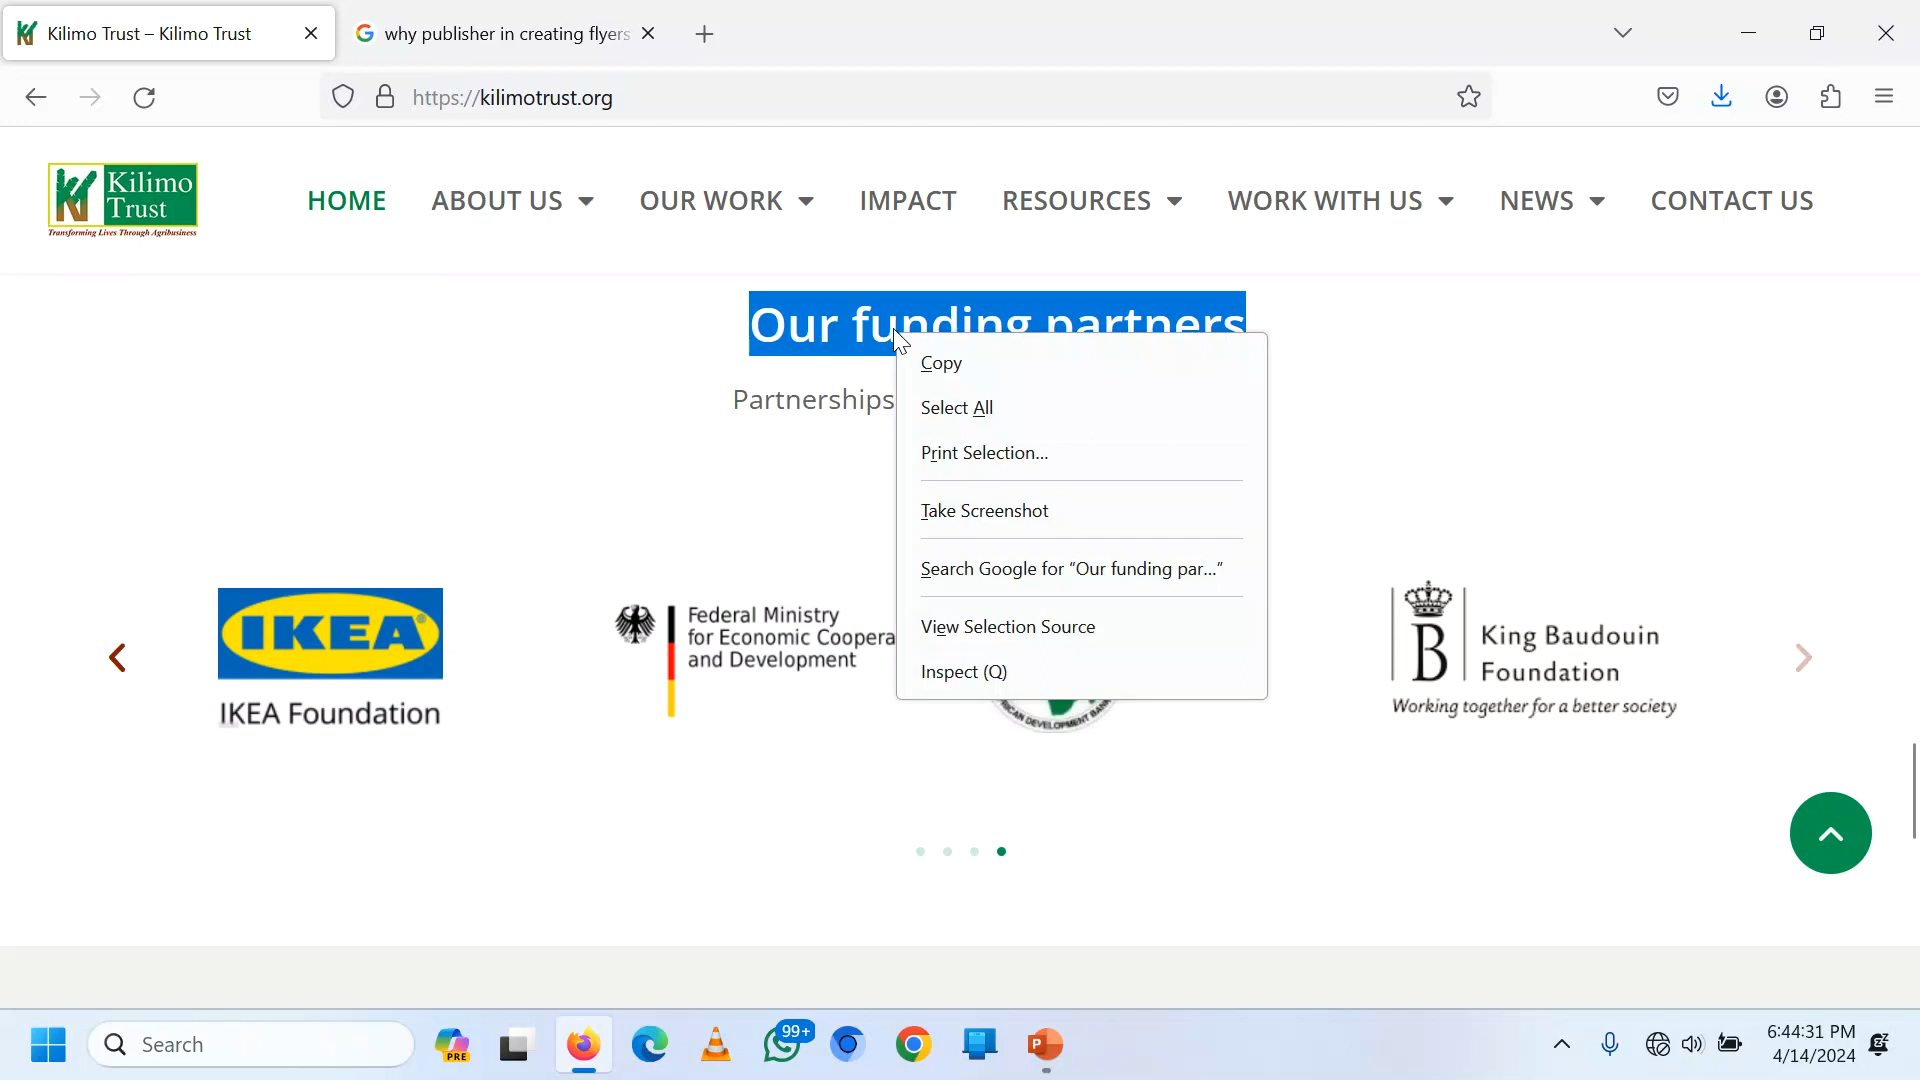 Kilimo Trust – Kilimo Trust
why publisher in creating flyers
https://kilimotrust.org
Kilimo
Trust
Transforming Lives Through Agribusiness
HOME
ABOUT US
OUR WORK
IMPACT
RESOURCES
WORK WITH US
NEWS
CONTACT US
Our funding partners
Partnerships
Copy
Select All
Print Selection...
Take Screenshot
Search Google for “Our funding par...”
View Selection Source
Inspect (Q)
IKEA
IKEA Foundation
Federal Ministry
for Economic Coopera
and Development
AFRICAN DEVELOPMENT BANK
B
King Baudouin
Foundation
Working together for a better society
Search
PRE
99+
P
6:44:31 PM
4/14/2024